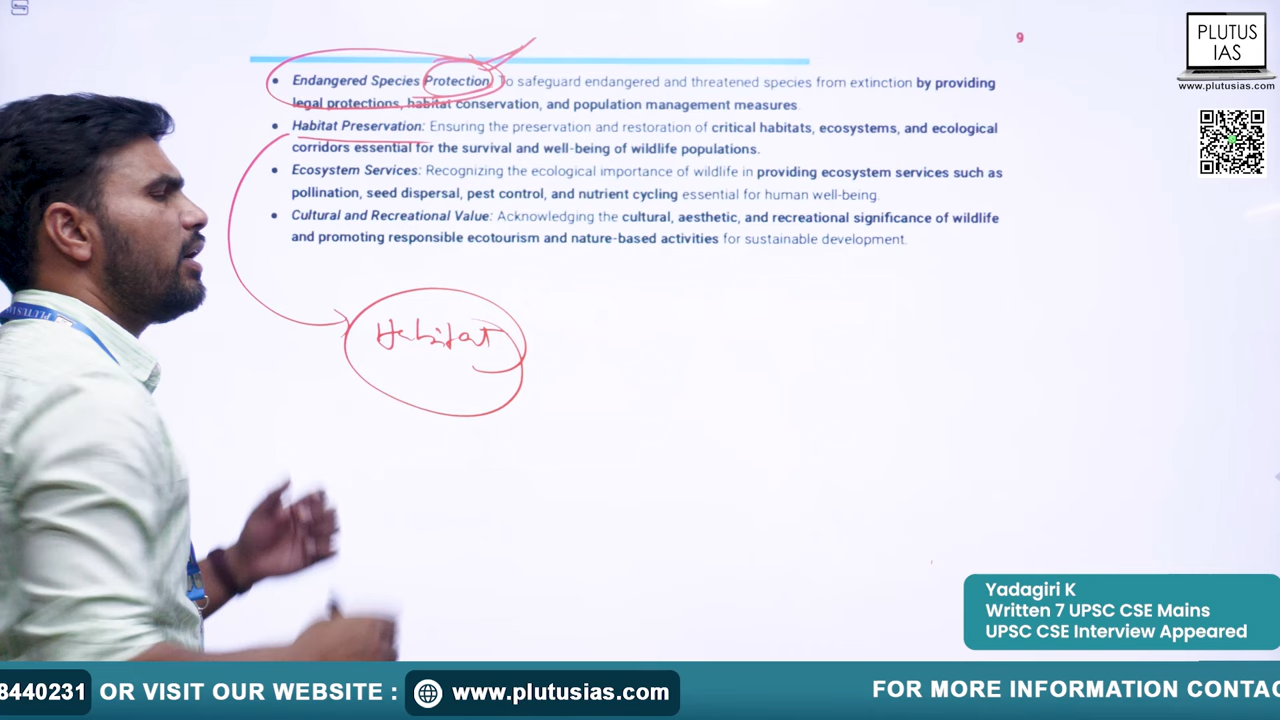 9
PLUTUS
IAS
www.plutusias.com
• Endangered Species Protection: To safeguard endangered and threatened species from extinction by providing
legal protections, habitat conservation, and population management measures.
• Habitat Preservation: Ensuring the preservation and restoration of critical habitats, ecosystems, and ecological
corridors essential for the survival and well-being of wildlife populations.
• Ecosystem Services: Recognizing the ecological importance of wildlife in providing ecosystem services such as
pollination, seed dispersal, pest control, and nutrient cycling essential for human well-being.
• Cultural and Recreational Value: Acknowledging the cultural, aesthetic, and recreational significance of wildlife
and promoting responsible ecotourism and nature-based activities for sustainable development.
Habitat
PLUTUS
Yadagiri K
Written 7 UPSC CSE Mains
UPSC CSE Interview Appeared
8440231 OR VISIT OUR WEBSITE : www.plutusias.com FOR MORE INFORMATION CONTAC